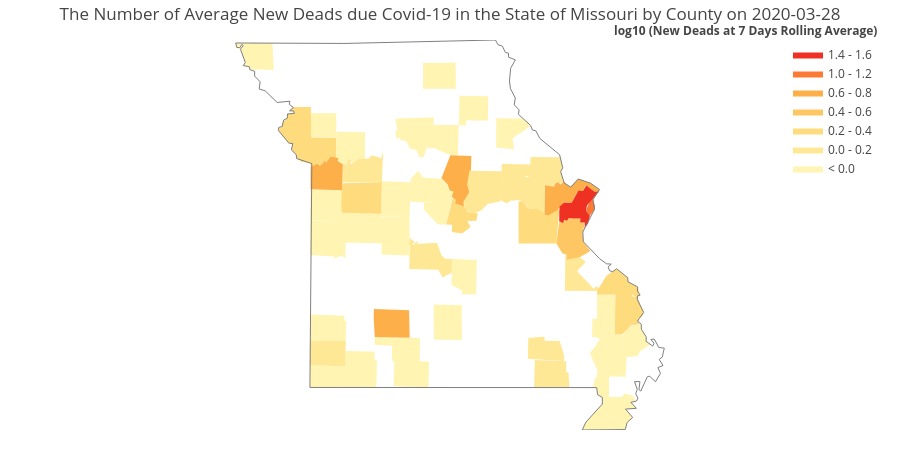 The Number of Average New Deads due Covid-19 in the State of Missouri by County on 2020-03-28
log10 (New Deads at 7 Days Rolling Average)
1.4 - 1.6
1.0 - 1.2
0.6 - 0.8
0.4 - 0.6
0.2 - 0.4
0.0 - 0.2
< 0.0